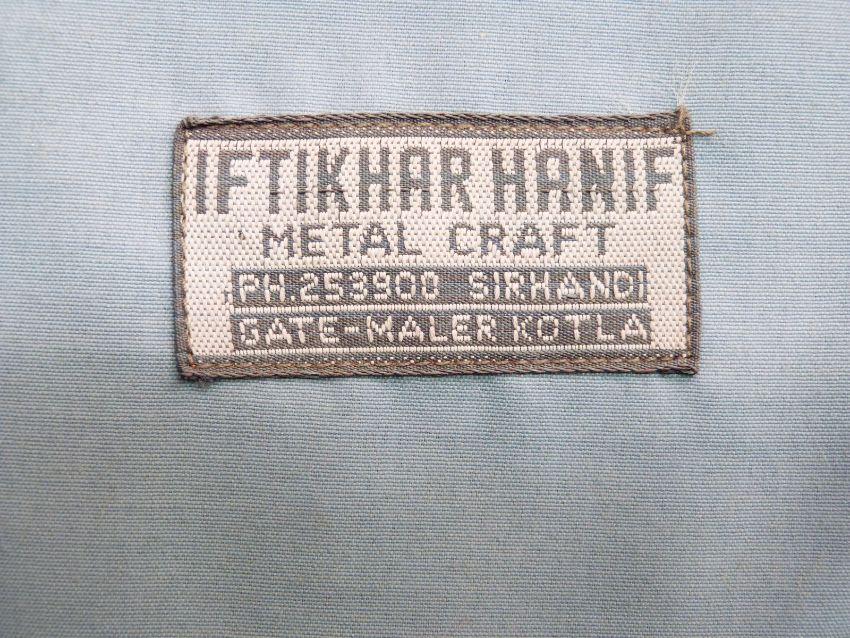 IFTIKHAR HANIF
METAL CRAFT
PH.253900 SIRHANDI
GATE-MALER KOTLA